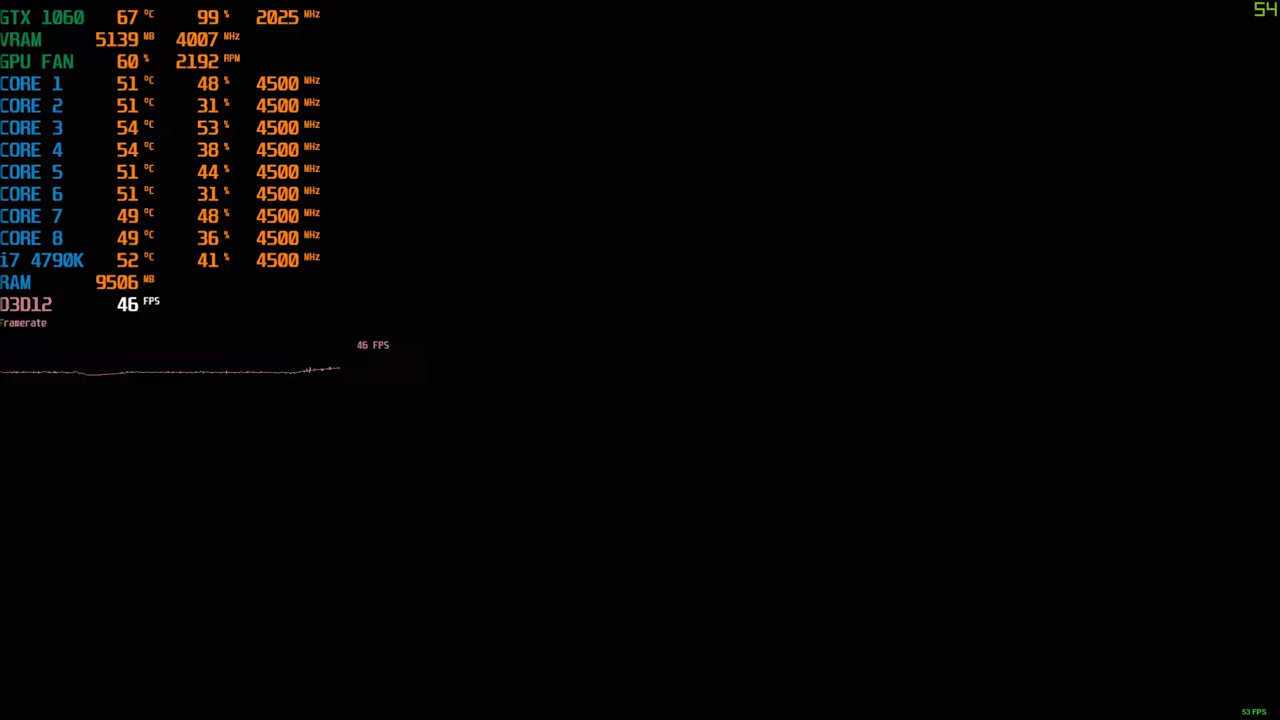 GTX 1060 67 °C 99 % 2025 MHz
54
VRAM 5139 MB 4007 MHz
GPU FAN 60 % 2192 RPM
CORE 1 51 °C 48 % 4500 MHz
CORE 2 51 °C 31 % 4500 MHz
CORE 3 54 °C 53 % 4500 MHz
CORE 4 54 °C 38 % 4500 MHz
CORE 5 51 °C 44 % 4500 MHz
CORE 6 51 °C 31 % 4500 MHz
CORE 7 49 °C 48 % 4500 MHz
CORE 8 49 °C 36 % 4500 MHz
i7 4790K 52 °C 41 % 4500 MHz
RAM 9506 MB
D3D12 46 FPS
Framerate
46 FPS
53 FPS